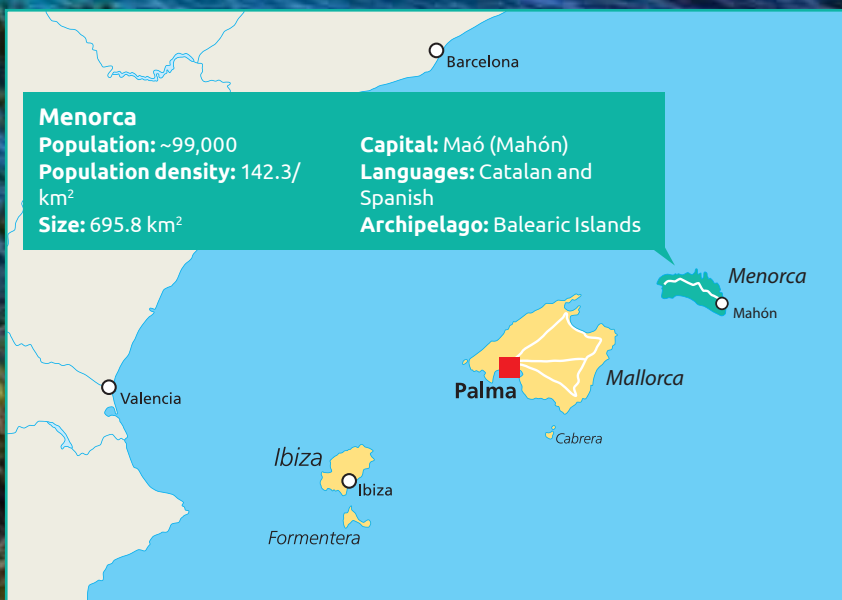 Barcelona
Menorca
Population: ~99,000
Population density: 142.3/
km²
Size: 695.8 km²
Capital: Maó (Mahón)
Languages: Catalan and
Spanish
Archipelago: Balearic Islands
Menorca
Mahón
Mallorca
Palma
Valencia
Cabrera
Ibiza
Ibiza
Formentera